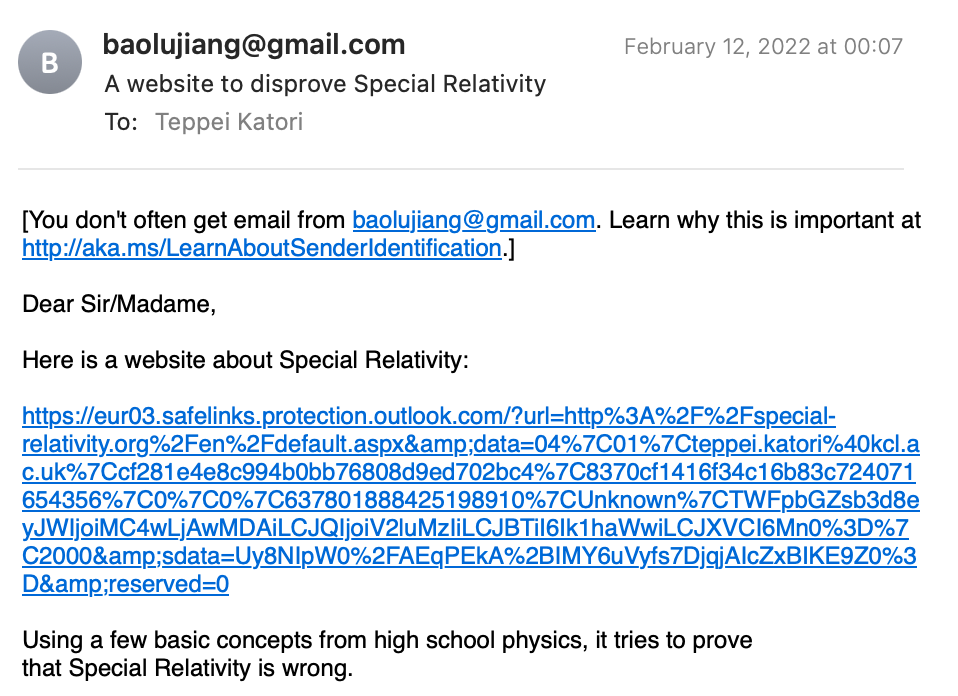 B
baolujiang@gmail.com
February 12, 2022 at 00:07
A website to disprove Special Relativity
To: Teppei Katori
[You don't often get email from baolujiang@gmail.com. Learn why this is important at
http://aka.ms/LearnAboutSenderIdentification.]
Dear Sir/Madame,
Here is a website about Special Relativity:
https://eur03.safelinks.protection.outlook.com/?url=http%3A%2F%2Fspecial-
relativity.org%2Fen%2Fdefault.aspx&amp;data=04%7C01%7Cteppei.katori%40kcl.a
c.uk%7Ccf281e4e8c994b0bb76808d9ed702bc4%7C8370cf1416f34c16b83c724071
654356%7C0%7C0%7C637801888425198910%7CUnknown%7CTWFpbGZsb3d8e
yJWIjoiMC4wLjAwMDAiLCJQIjoiV2luMzIiLCJBTiI6Ik1haWwiLCJXVCI6Mn0%3D%7
C2000&amp;sdata=Uy8NIpW0%2FAEqPEkA%2BIMY6uVyfs7DjqjAIcZxBIKE9Z0%3
D&amp;reserved=0
Using a few basic concepts from high school physics, it tries to prove
that Special Relativity is wrong.